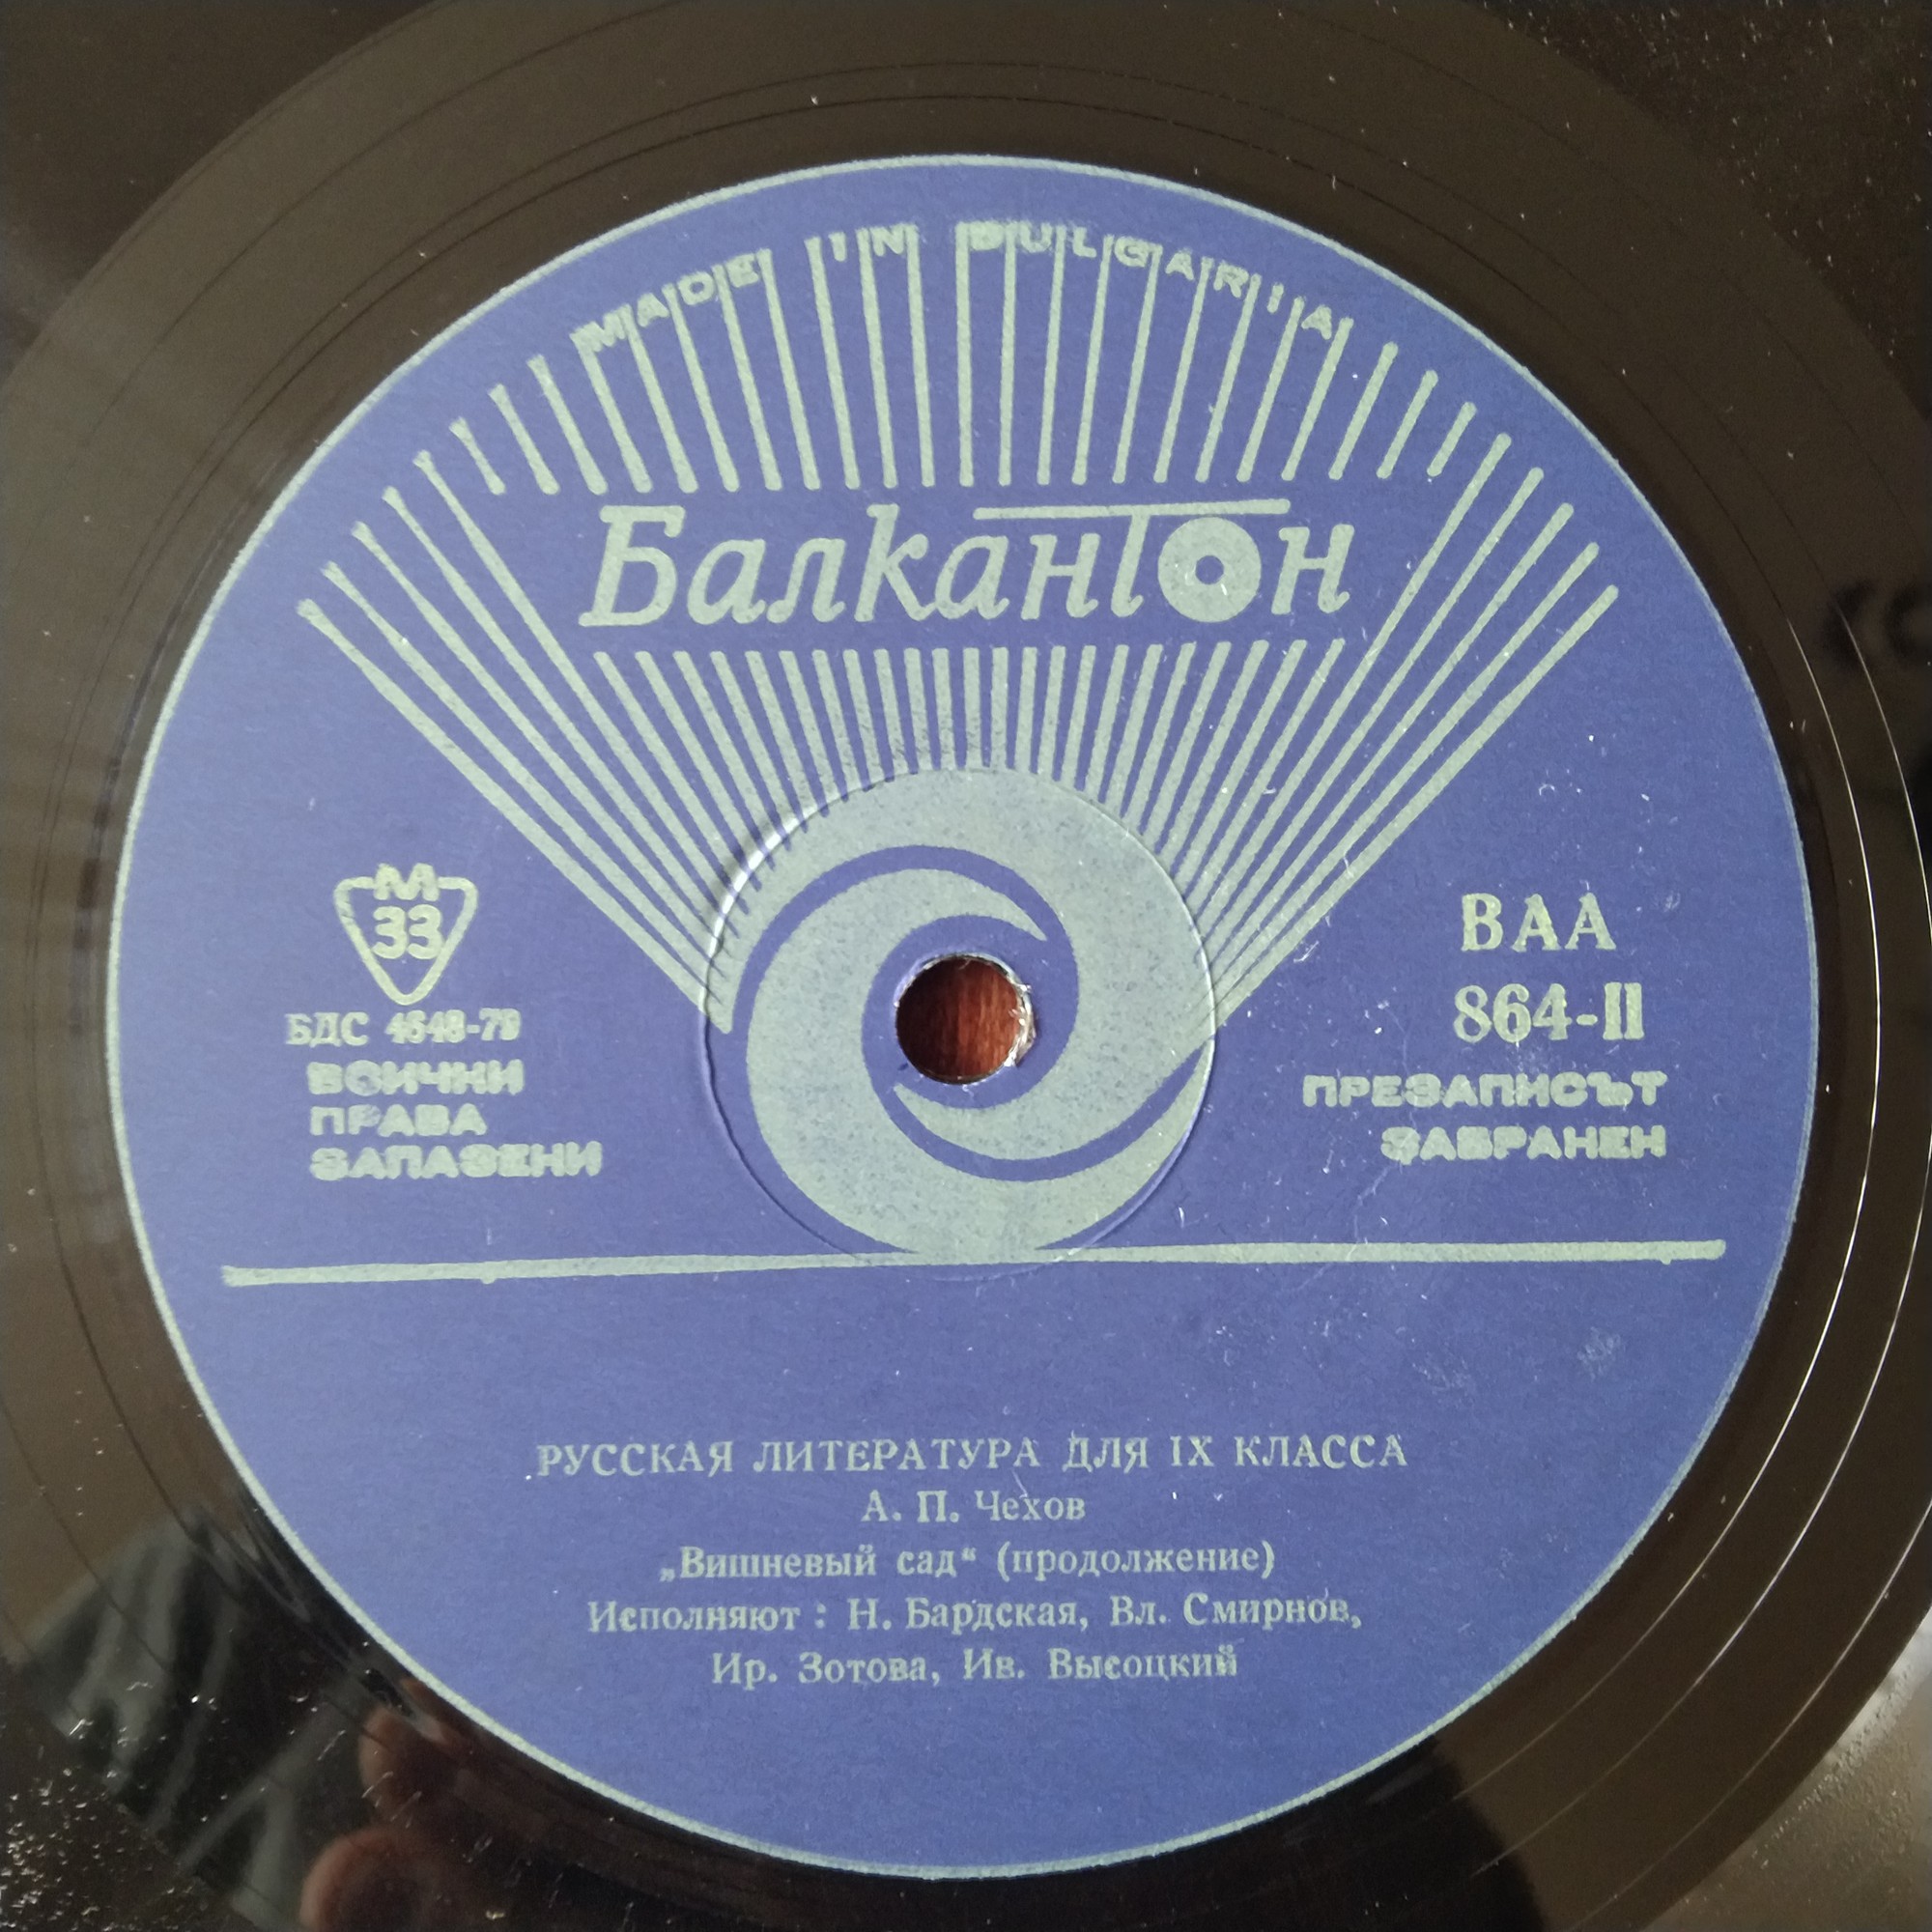 MADE IN BULGARIA
Балкантон
М
33
БДС 4648-79
ВСИЧКИ
ПРАВА
ЗАПАЗЕНИ
ВАА
864-II
ПРЕЗАПИСЪТ
ЗАБРАНЕН
РУССКАЯ ЛИТЕРАТУРА ДЛЯ IX КЛАССА
А. П. Чехов
„Вишневый сад“ (продолжение)
Исполняют : Н. Бардская, Вл. Смирнов,
Ир. Зотова, Ив. Высоцкий